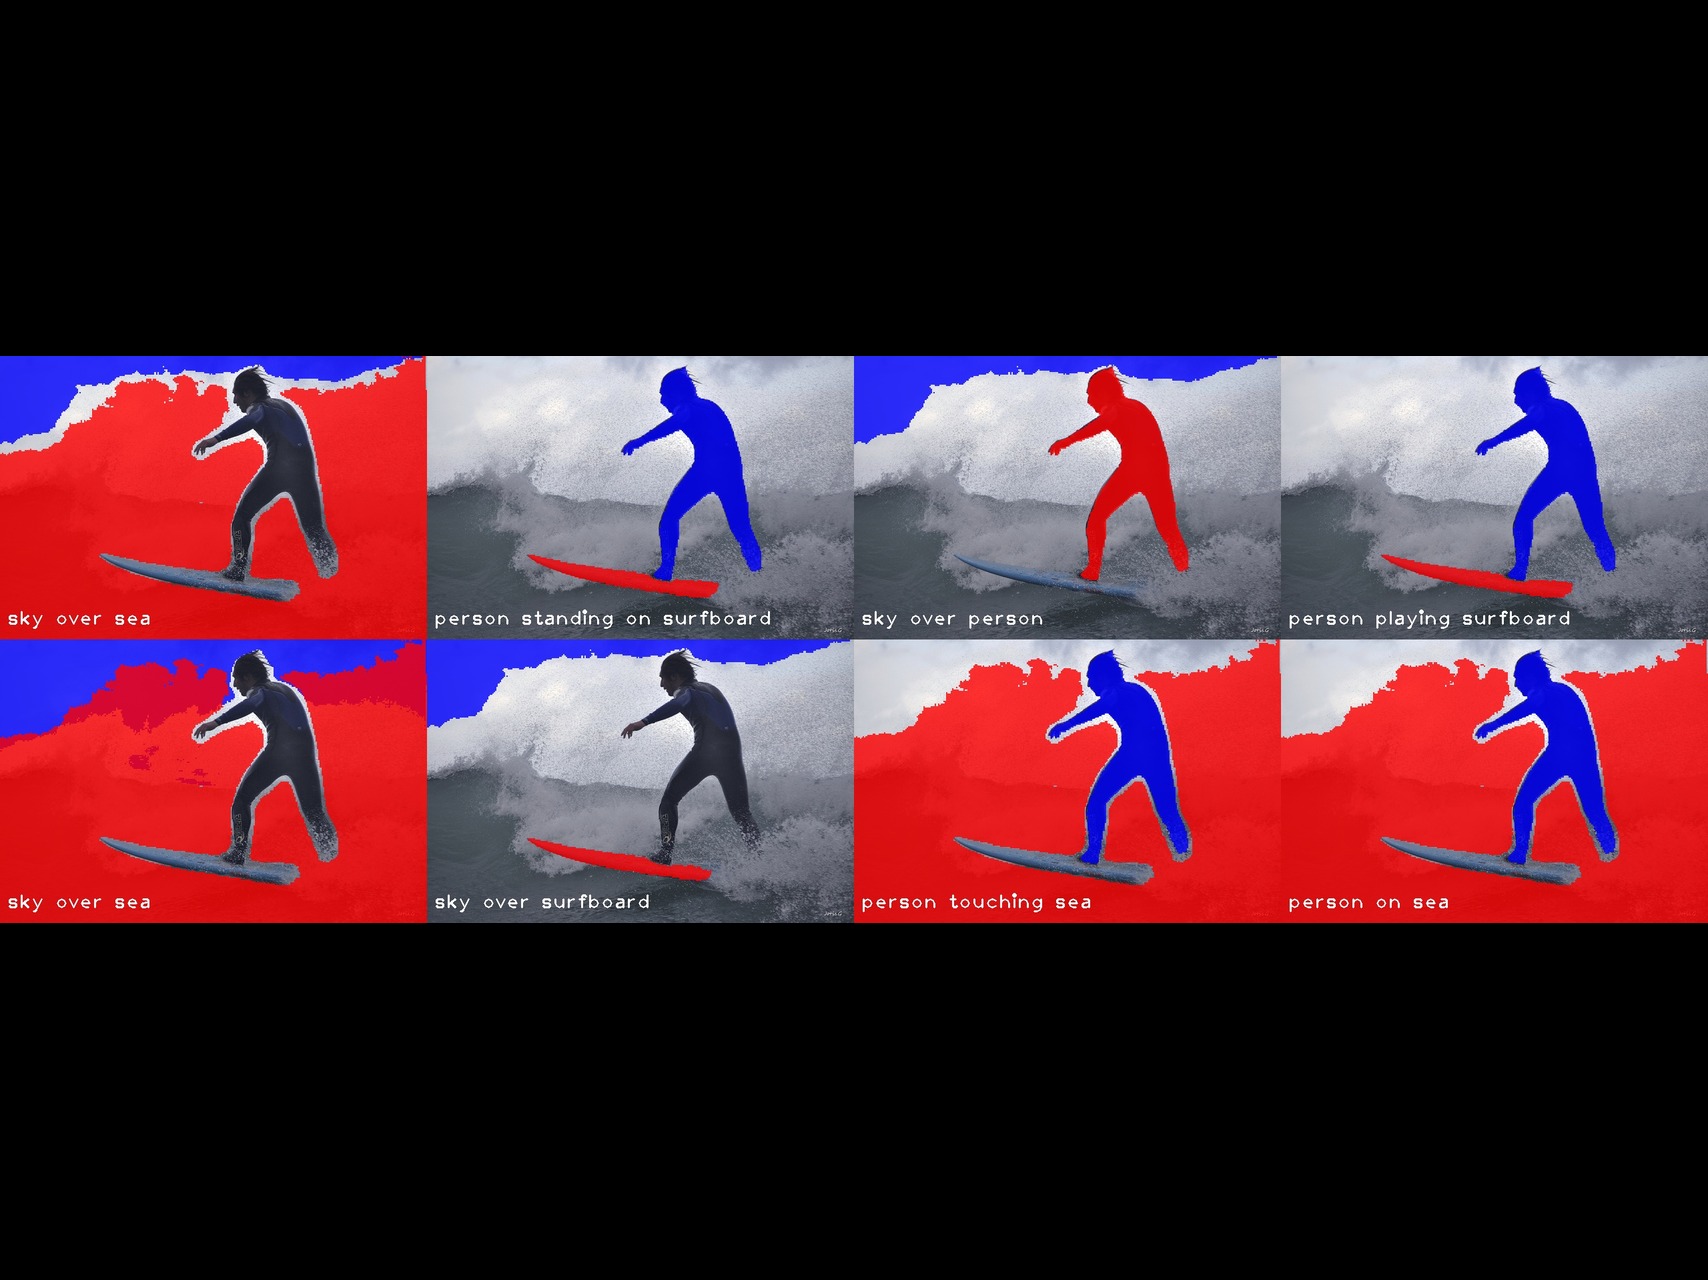 sky over sea
person standing on surfboard
sky over person
person playing surfboard
sky over sea
sky over surfboard
person touching sea
person on sea